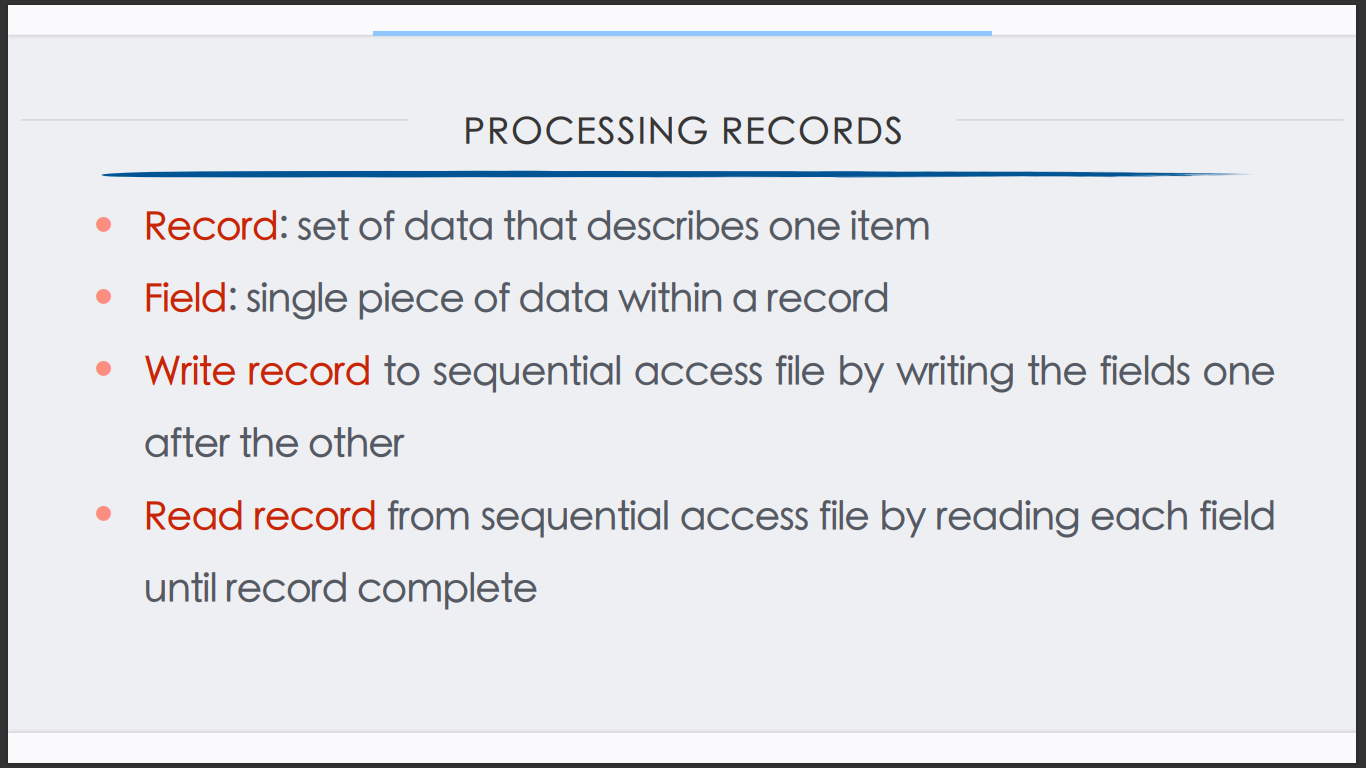 PROCESSING RECORDS
• Record: set of data that describes one item
• Field: single piece of data within a record
• Write record to sequential access file by writing the fields one
after the other
• Read record from sequential access file by reading each field
until record complete